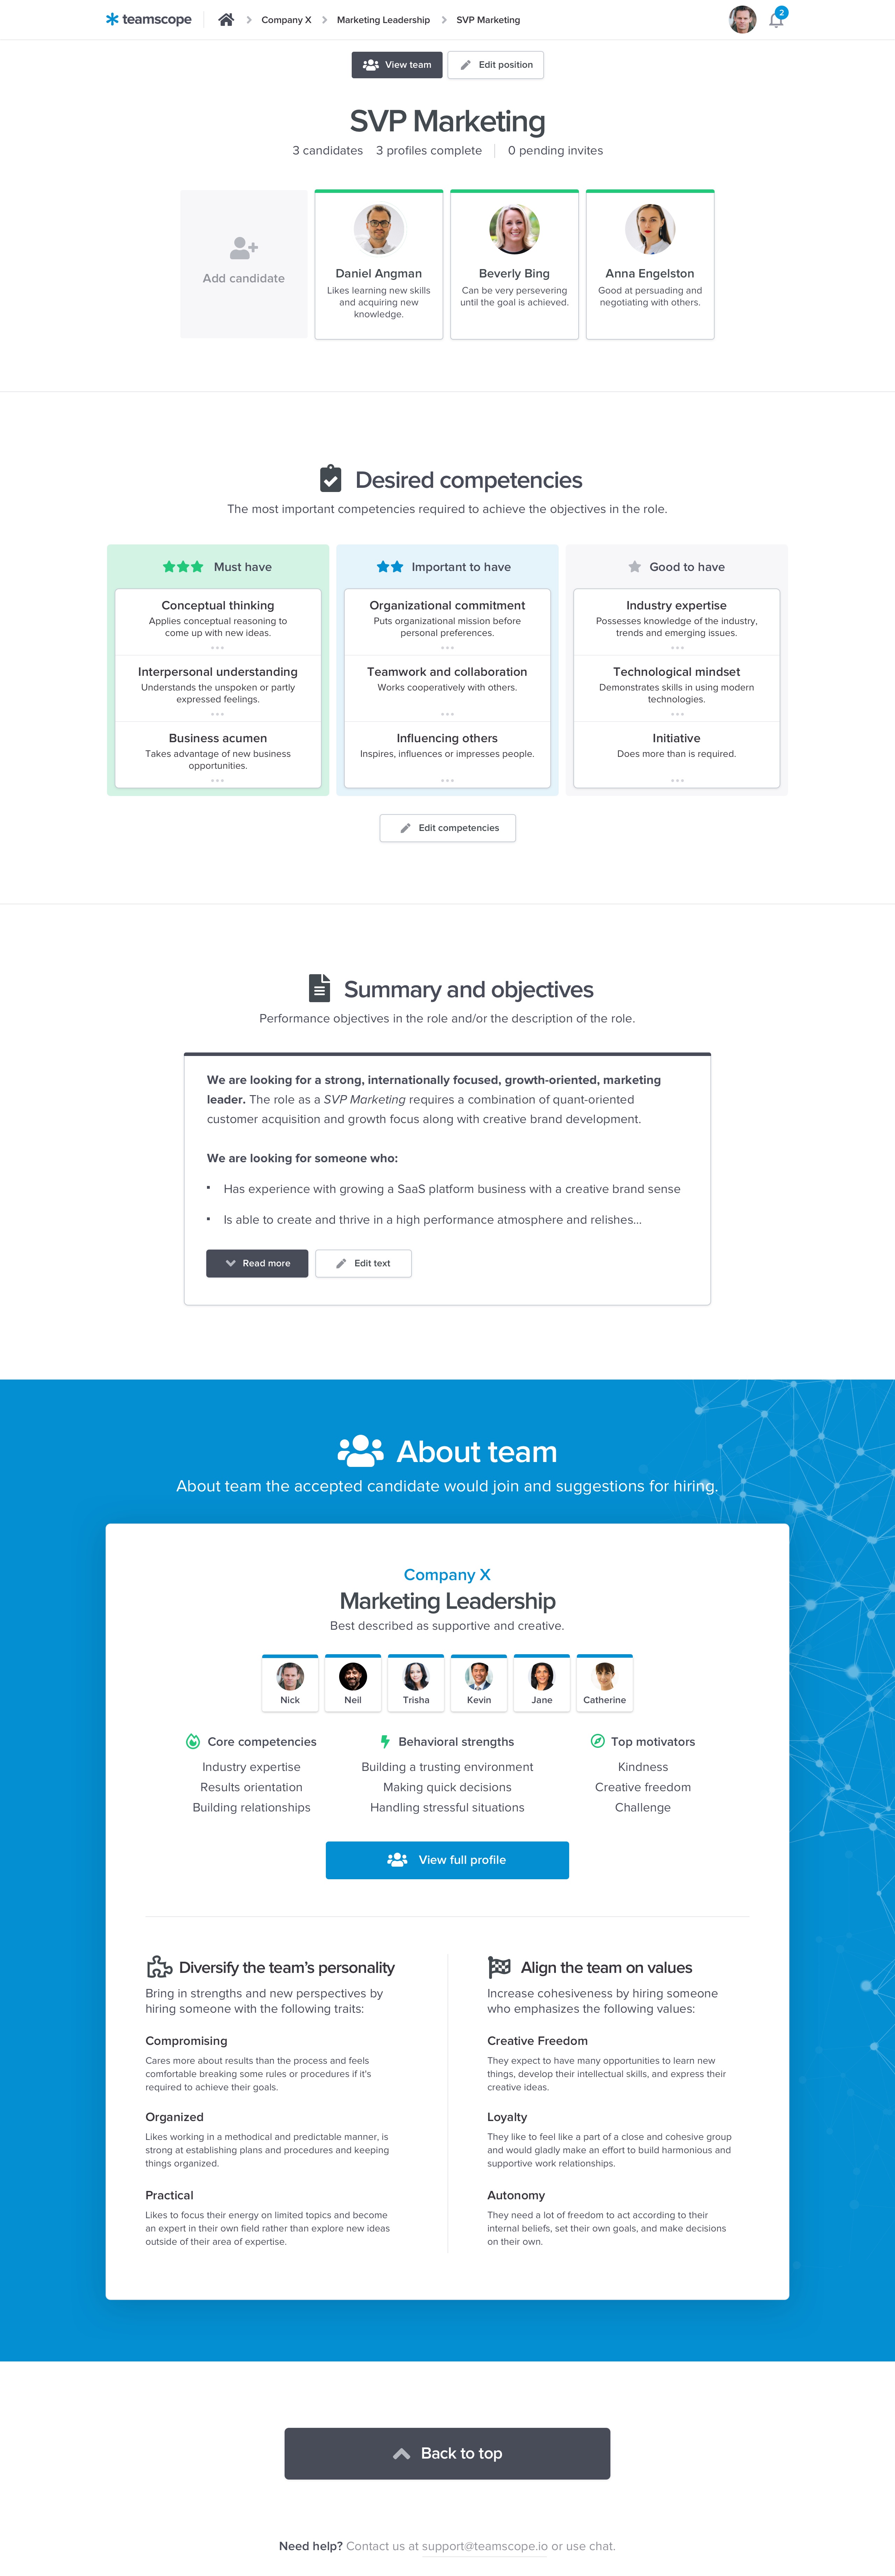 teamscope
Company X
Marketing Leadership
SVP Marketing
2
View team
Edit position
SVP Marketing
3 candidates 3 profiles complete 0 pending invites
Add candidate
Daniel Angman
Likes learning new skills
and acquiring new
knowledge.
Beverly Bing
Can be very persevering
until the goal is achieved.
Anna Engelston
Good at persuading and
negotiating with others.
Desired competencies
The most important competencies required to achieve the objectives in the role.
Must have
Conceptual thinking
Applies conceptual reasoning to
come up with new ideas.
Interpersonal understanding
Understands the unspoken or partly
expressed feelings.
Business acumen
Takes advantage of new business
opportunities.
Important to have
Organizational commitment
Puts organizational mission before
personal preferences.
Teamwork and collaboration
Works cooperatively with others.
Influencing others
Inspires, influences or impresses people.
Good to have
Industry expertise
Possesses knowledge of the industry,
trends and emerging issues.
Technological mindset
Demonstrates skills in using modern
technologies.
Initiative
Does more than is required.
Edit competencies
Summary and objectives
Performance objectives in the role and/or the description of the role.
We are looking for a strong, internationally focused, growth-oriented, marketing
leader. The role as a SVP Marketing requires a combination of quant-oriented
customer acquisition and growth focus along with creative brand development.
We are looking for someone who:
▪ Has experience with growing a SaaS platform business with a creative brand sense
▪ Is able to create and thrive in a high performance atmosphere and relishes...
Read more
Edit text
About team
About team the accepted candidate would join and suggestions for hiring.
Company X
Marketing Leadership
Best described as supportive and creative.
Nick
Neil
Trisha
Kevin
Jane
Catherine
Core competencies
Industry expertise
Results orientation
Building relationships
Behavioral strengths
Building a trusting environment
Making quick decisions
Handling stressful situations
Top motivators
Kindness
Creative freedom
Challenge
View full profile
Diversify the team's personality
Bring in strengths and new perspectives by
hiring someone with the following traits:
Compromising
Cares more about results than the process and feels
comfortable breaking some rules or procedures if it's
required to achieve their goals.
Organized
Likes working in a methodical and predictable manner, is
strong at establishing plans and procedures and keeping
things organized.
Practical
Likes to focus their energy on limited topics and become
an expert in their own field rather than explore new ideas
outside of their area of expertise.
Align the team on values
Increase cohesiveness by hiring someone
who emphasizes the following values:
Creative Freedom
They expect to have many opportunities to learn new
things, develop their intellectual skills, and express their
creative ideas.
Loyalty
They like to feel like a part of a close and cohesive group
and would gladly make an effort to build harmonious and
supportive work relationships.
Autonomy
They need a lot of freedom to act according to their
internal beliefs, set their own goals, and make decisions
on their own.
Back to top
Need help? Contact us at support@teamscope.io or use chat.